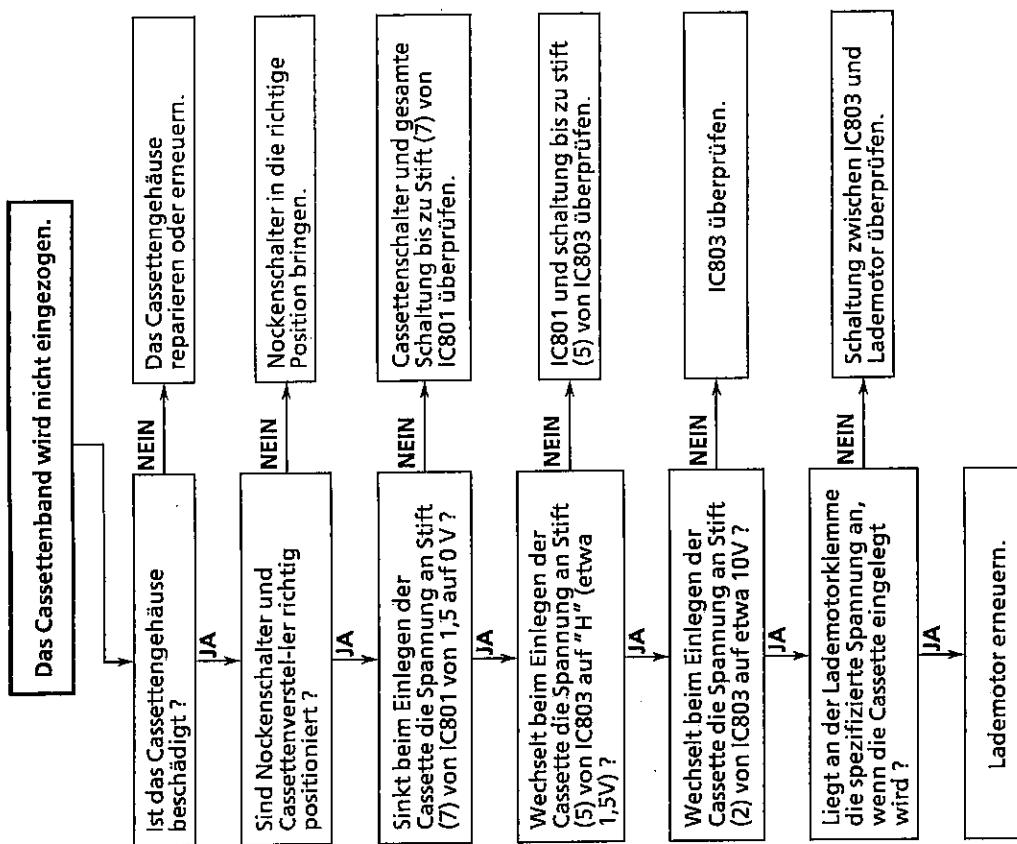 Das Cassettenband wird nicht eingezogen.
Ist das Cassettengehäuse
beschädigt ?
NEIN
Das Cassettengehäuse
reparieren oder erneuern.
JA
Sind Nockenschalter und
Cassettenverstel-ler richtig
positioniert ?
NEIN
Nockenschalter in die richtige
Position bringen.
JA
Sinkt beim Einlegen der
Cassette die Spannung an Stift
(7) von IC801 von 1,5 auf 0 V ?
NEIN
Cassettenschalter und gesamte
Schaltung bis zu Stift (7) von
IC801 überprüfen.
JA
Wechselt beim Einlegen der
Cassette die Spannung an Stift
(5) von IC803 auf "H" (etwa
1,5V) ?
NEIN
IC801 und schaltung bis zu stift
(5) von IC803 überprüfen.
JA
Wechselt beim Einlegen der
Cassette die Spannung an Stift
(2) von IC803 auf etwa 10V ?
NEIN
IC803 überprüfen.
JA
Liegt an der Lademotorklemme
die spezifizierte Spannung an,
wenn die Cassette eingelegt
wird ?
NEIN
Schaltung zwischen IC803 und
Lademotor überprüfen.
JA
Lademotor erneuern.